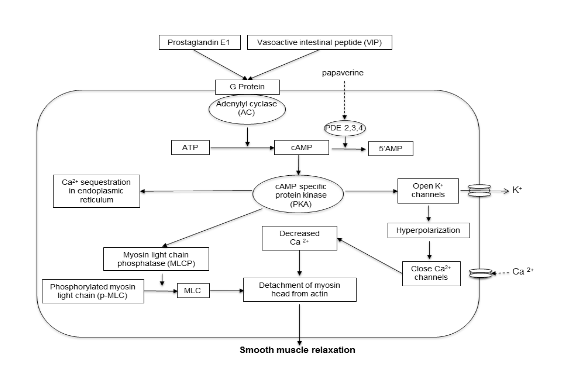 Prostaglandin E1
Vasoactive intestinal peptide (VIP)
papaverine
G Protein
Adenylyl cyclase
(AC)
PDE 2,3,4
ATP
cAMP
5'AMP
Ca²⁺ sequestration
in endoplasmic
reticulum
cAMP-specific
protein kinase
(PKA)
Open K⁺
channels
K⁺
Hyperpolarization
Decreased
Ca ²⁺
Myosin light chain
phosphatase (MLCP)
Close Ca²⁺
channels
Ca ²⁺
Phosphorylated myosin
light chain (p-MLC)
MLC
Detachment of myosin
head from actin
Smooth muscle relaxation